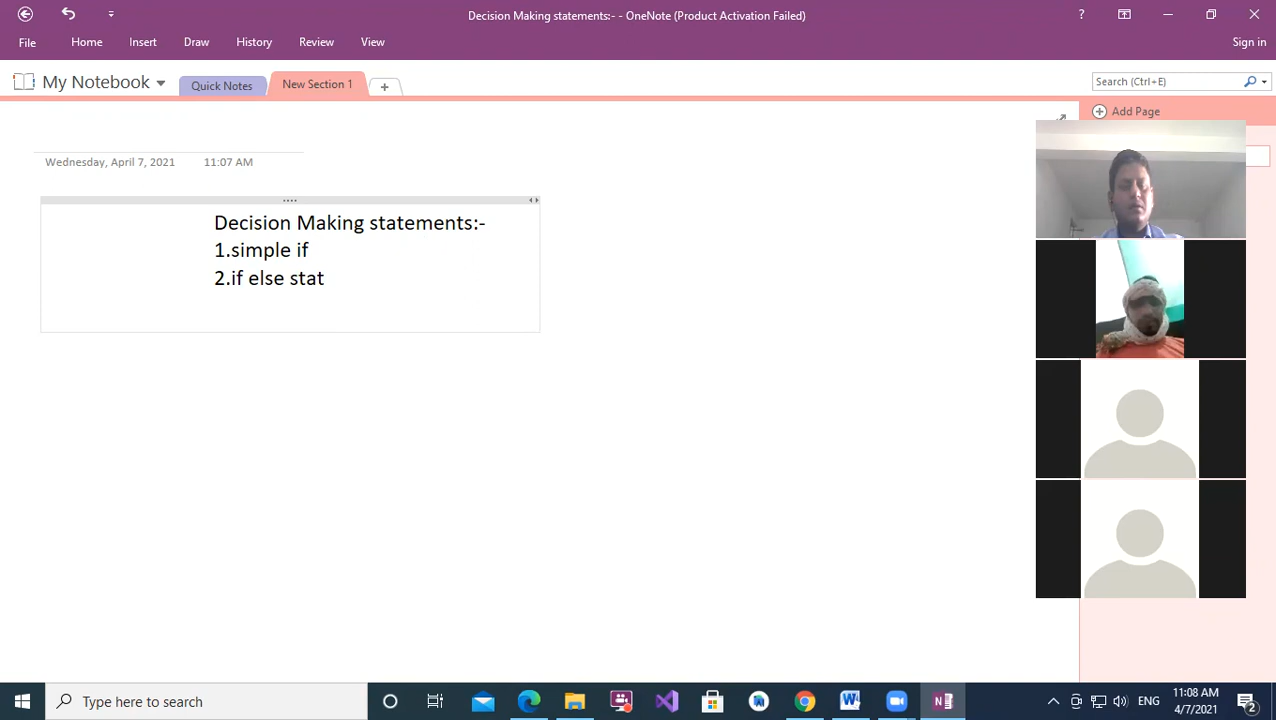 Decision Making statements:- - OneNote (Product Activation Failed)
?
File Home Insert Draw History Review View
Sign in
My Notebook Quick Notes New Section 1 +
Search (Ctrl+E)
Add Page
Wednesday, April 7, 2021 11:07 AM
Decision Making statements:-
1.simple if
2.if else stat
Type here to search
ENG
11:08 AM
4/7/2021
2